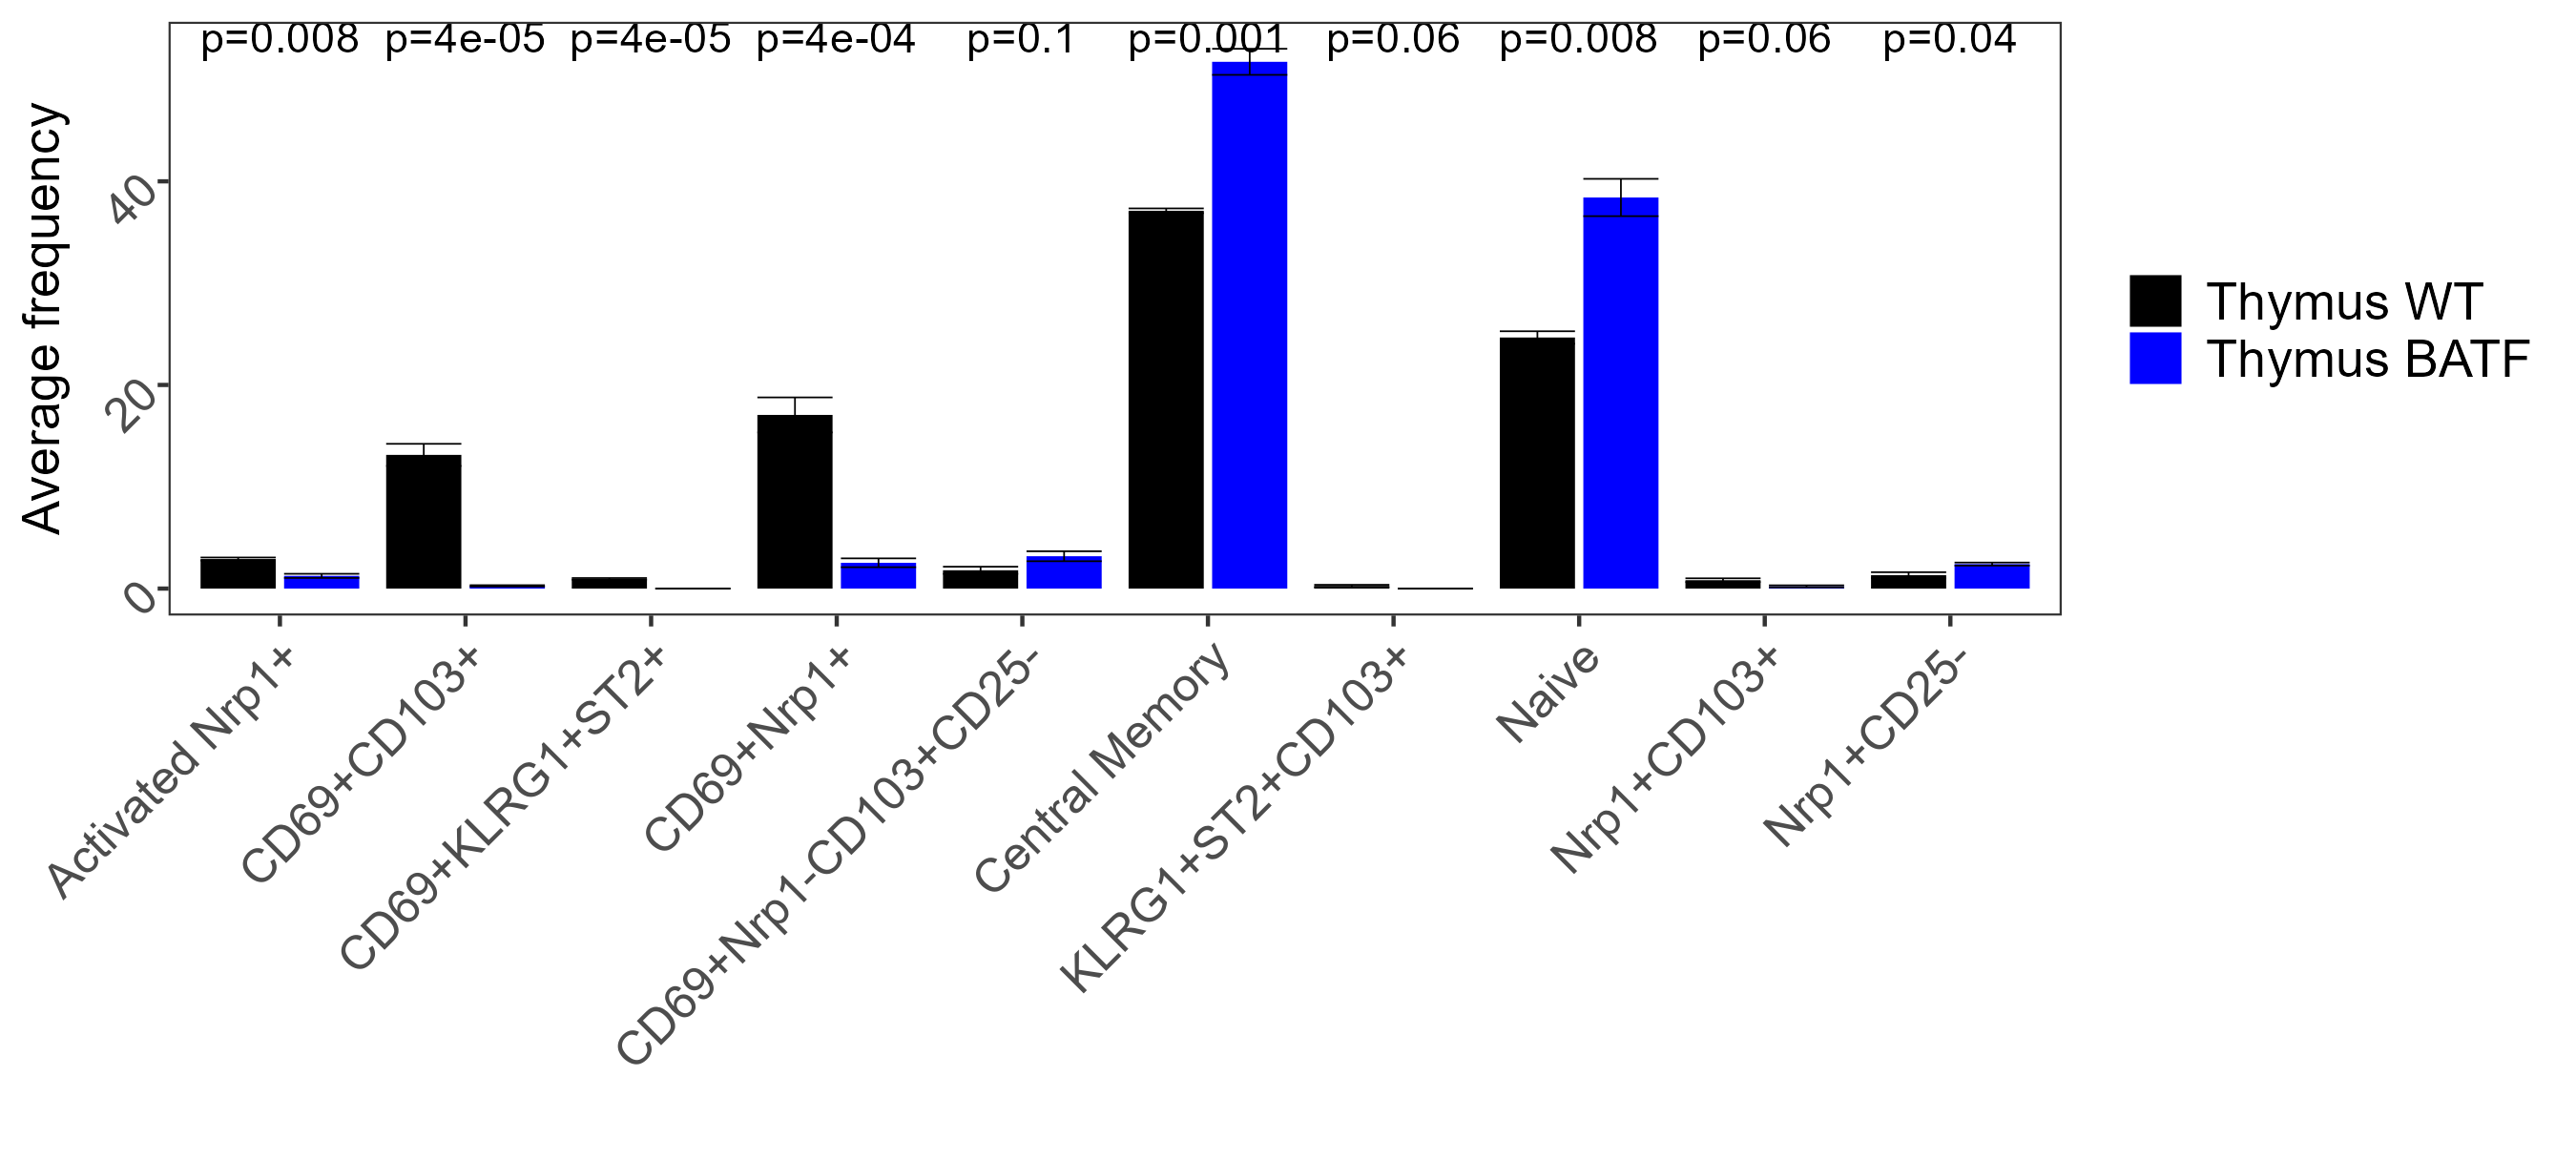 p=0.008 p=4e-05 p=4e-05 p=4e-04 p=0.1 p=0.001 p=0.06 p=0.008 p=0.06 p=0.04
Average frequency
40
20
0
Thymus WT
Thymus BATF
Activated Nrp1+
CD69+CD103+
CD69+KLRG1+ST2+
CD69+Nrp1+
CD69+Nrp1-CD103+CD25-
Central Memory
KLRG1+ST2+CD103+
Naive
Nrp1+CD103+
Nrp1+CD25-